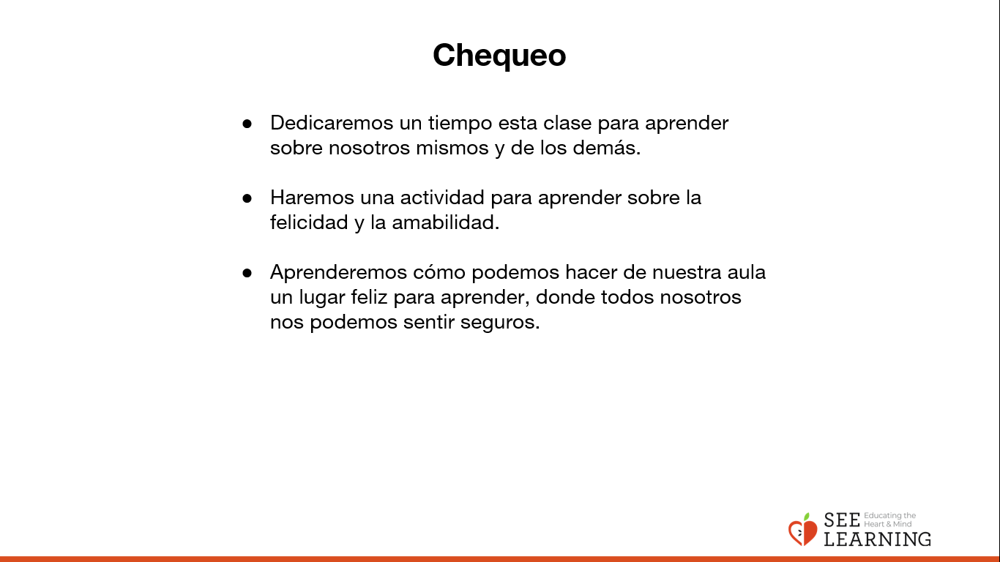 Chequeo
● Dedicaremos un tiempo esta clase para aprender
sobre nosotros mismos y de los demás.
● Haremos una actividad para aprender sobre la
felicidad y la amabilidad.
● Aprenderemos cómo podemos hacer de nuestra aula
un lugar feliz para aprender, donde todos nosotros
nos podemos sentir seguros.
SEE Educating the
Heart & Mind
LEARNING